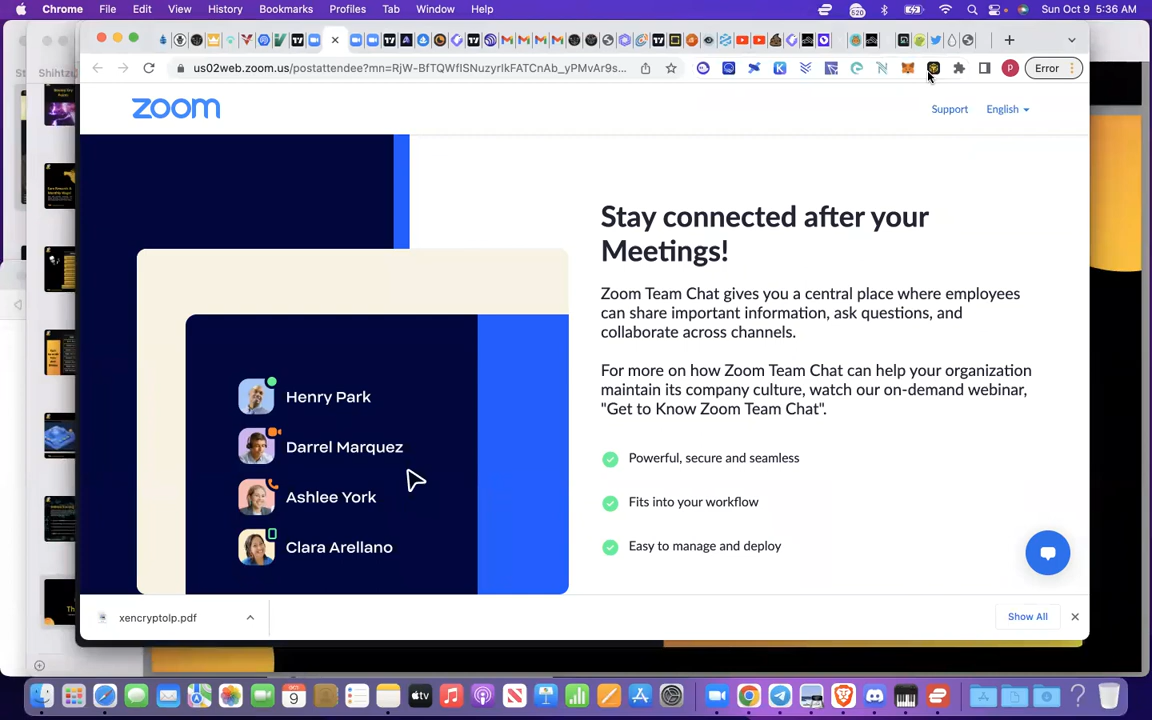 Chrome File Edit View History Bookmarks Profiles Tab Window Help Sun Oct 9 5:36 AM
us02web.zoom.us/postattendee?mn=RjW-BfTQWfISNuzyrIkFATCnAb_yPMvAr9s... Error
zoom
Support English
Stay connected after your
Meetings!
Zoom Team Chat gives you a central place where employees
can share important information, ask questions, and
collaborate across channels.
For more on how Zoom Team Chat can help your organization
maintain its company culture, watch our on-demand webinar,
"Get to Know Zoom Team Chat".
Henry Park
Darrel Marquez
Ashlee York
Clara Arellano
Powerful, secure and seamless
Fits into your workflow
Easy to manage and deploy
xencryptolp.pdf
Show All